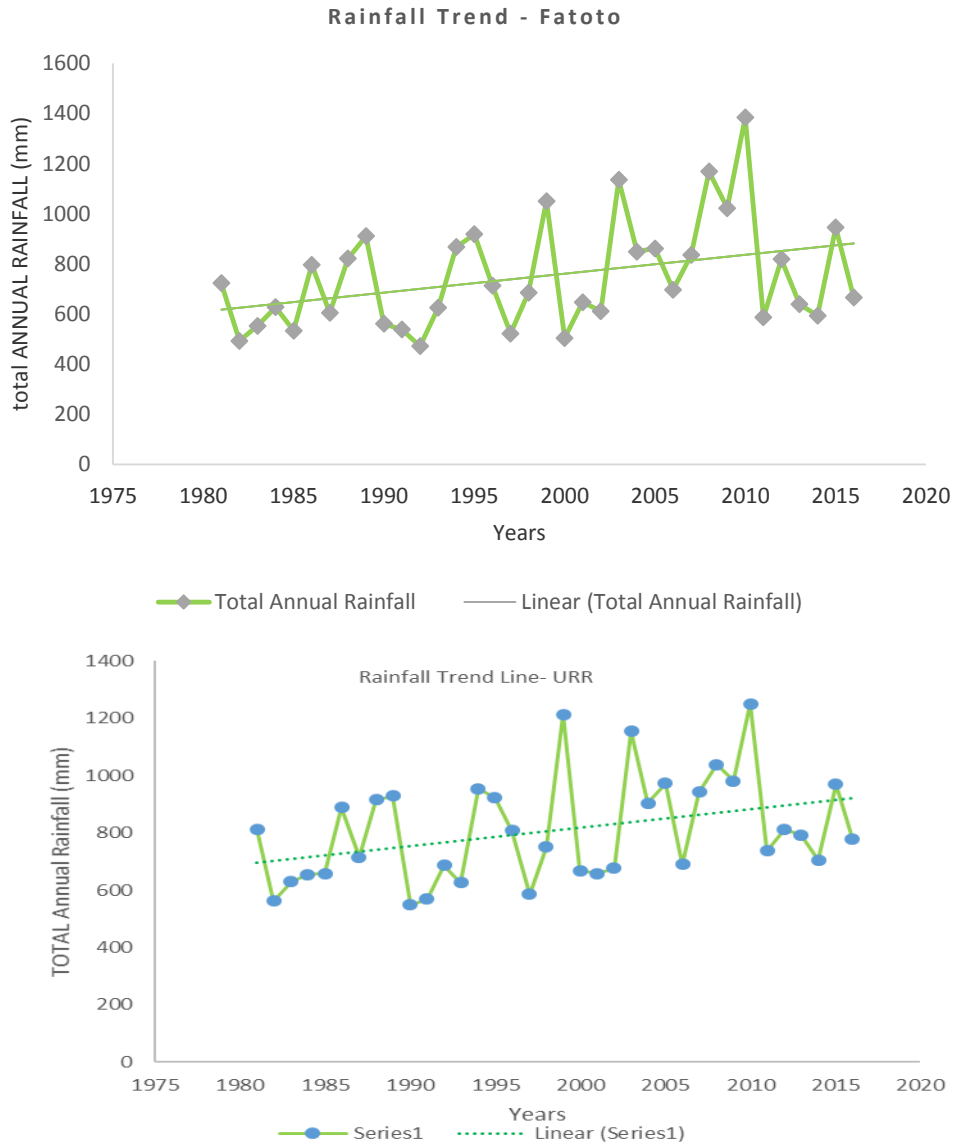 Rainfall Trend - Fatoto
total ANNUAL RAINFALL (mm)
1600
1400
1200
1000
800
600
400
200
0
1975 1980 1985 1990 1995 2000 2005 2010 2015 2020
Years
Total Annual Rainfall Linear (Total Annual Rainfall)
Rainfall Trend Line- URR
TOTAL Annual Rainfall (mm)
1400
1200
1000
800
600
400
200
0
1975 1980 1985 1990 1995 2000 2005 2010 2015 2020
Years
Series1 Linear (Series1)